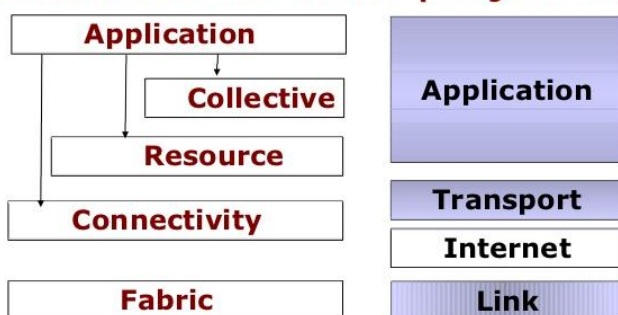 Application
Collective
Resource
Connectivity
Fabric
Application
Transport
Internet
Link